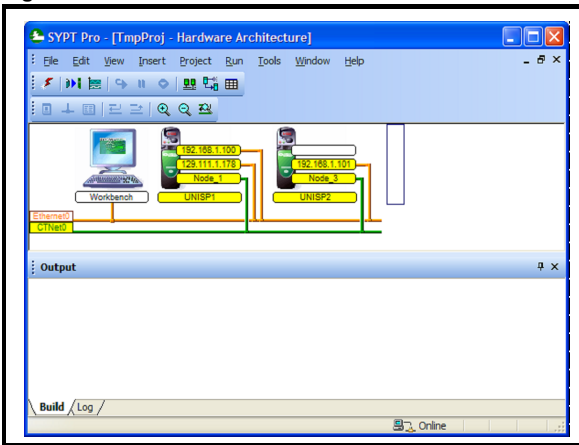 SYPT Pro - [TmpProj - Hardware Architecture]
File Edit View Insert Project Run Tools Window Help
192.168.1.100
129.111.1.178
192.168.1.101
Node_1
Node_3
Workbench
UNISP1
UNISP2
Ethernet0
CTNet0
Output
Build
Log
Online